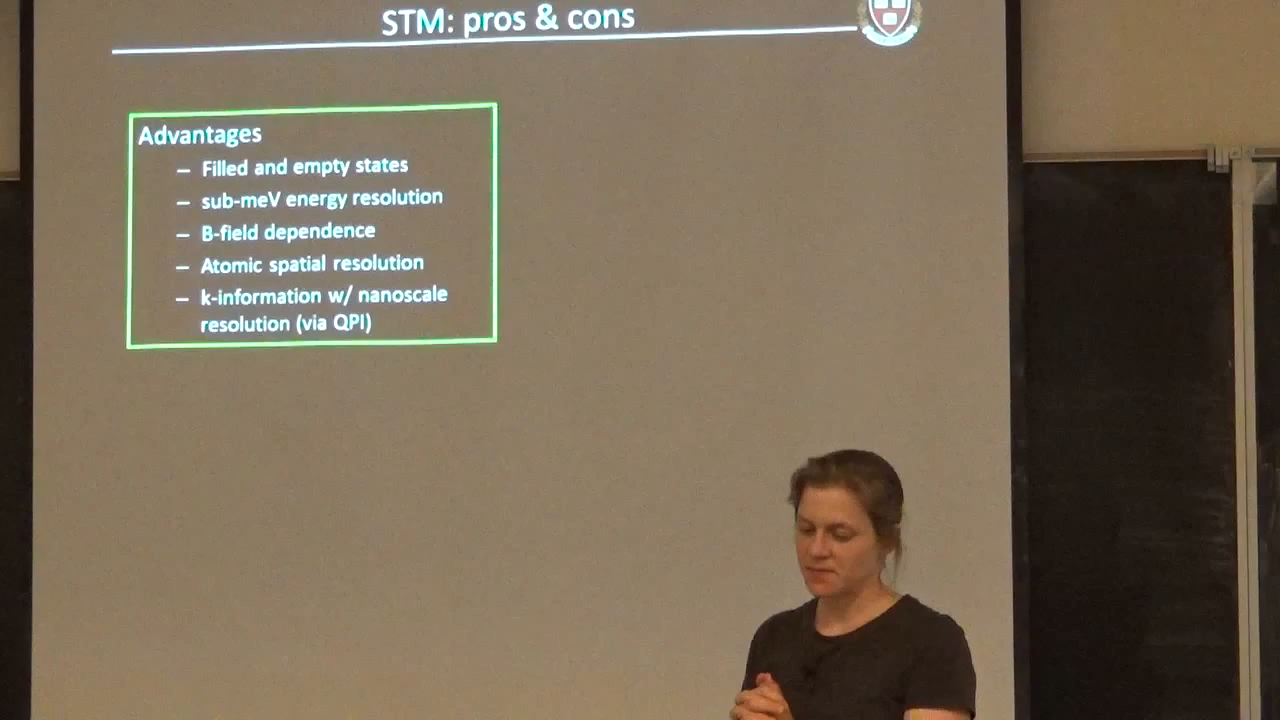 STM: pros & cons
Advantages
– Filled and empty states
– sub-meV energy resolution
– B-field dependence
– Atomic spatial resolution
– k-information w/ nanoscale
resolution (via QPI)